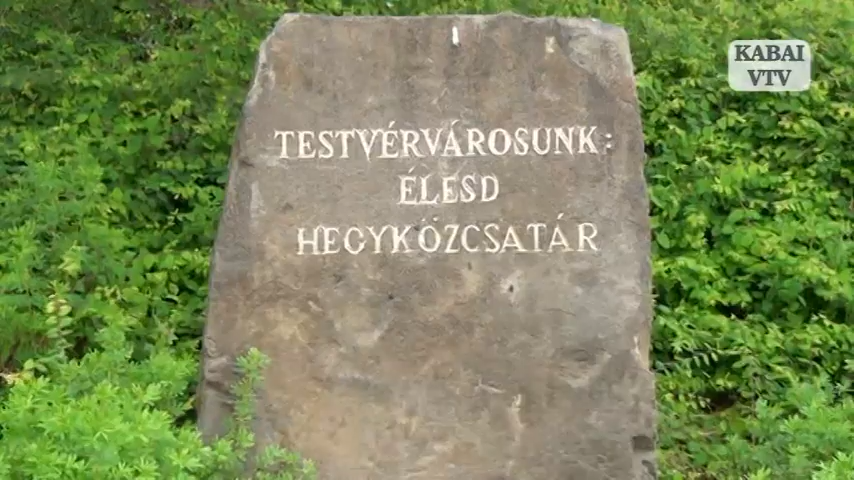 KABAI
VTV
TESTVÉRVÁROSUNK:
ÉLESD
HEGYKÖZCSATÁR